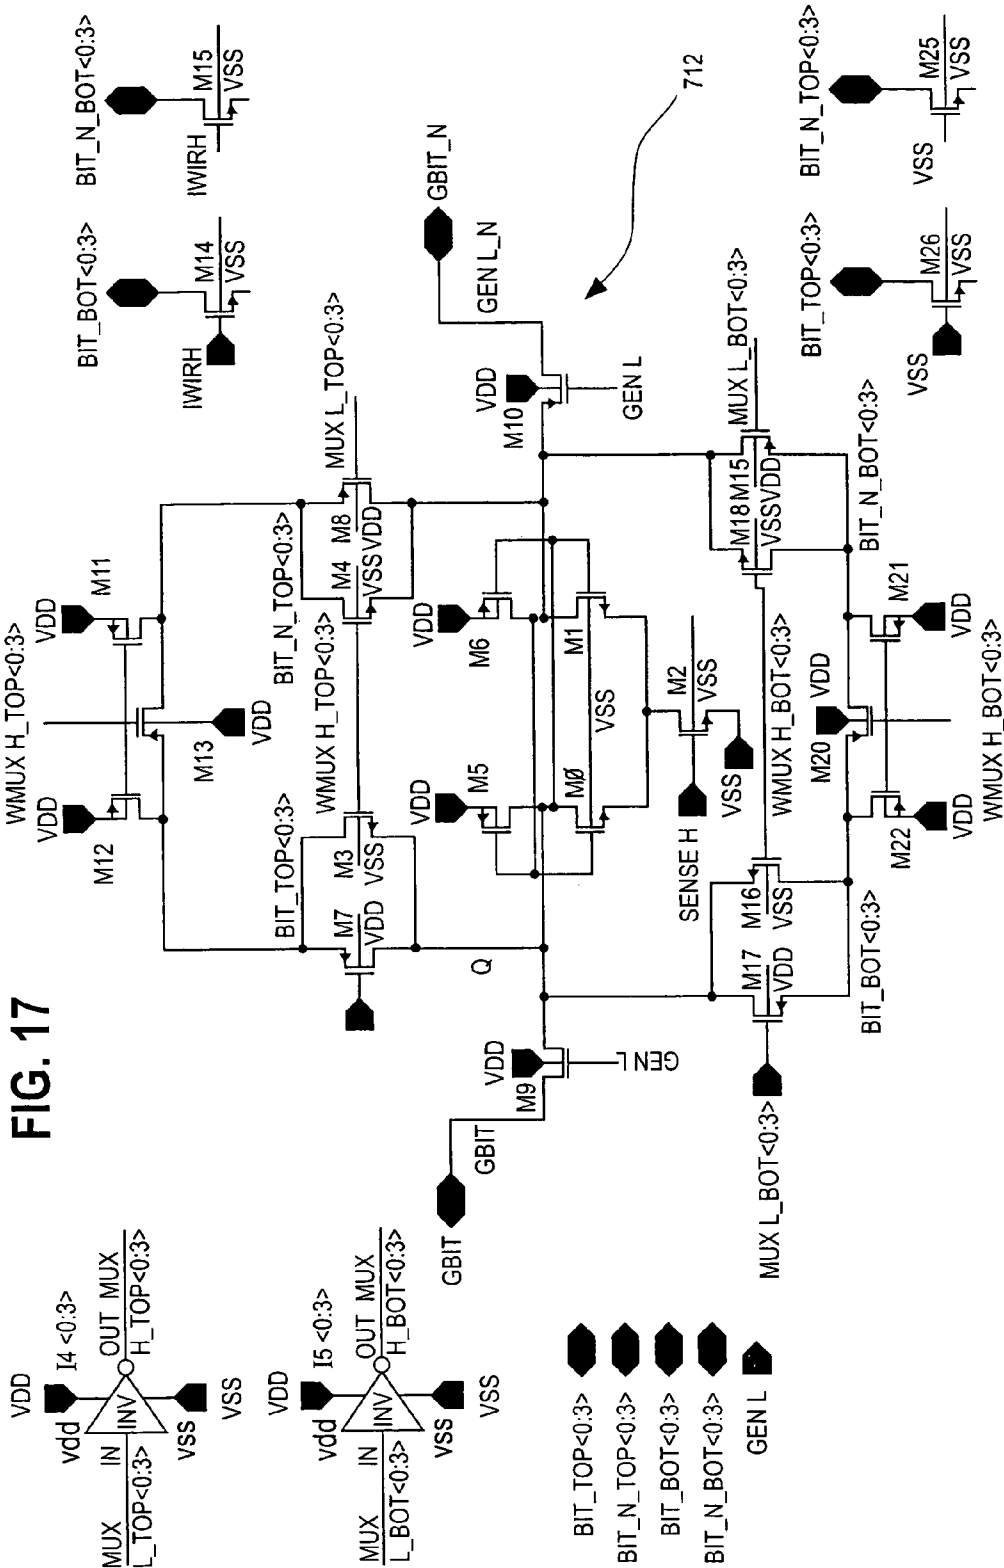 FIG. 17
VDD
I4 <0:3>
vdd
MUX
IN
INV
OUT MUX
L_TOP<0:3>
H_TOP<0:3>
vss
VSS
VDD
I5 <0:3>
vdd
MUX
IN
INV
OUT MUX
L_BOT<0:3>
H_BOT<0:3>
vss
VSS
BIT_TOP<0:3>
BIT_N_TOP<0:3>
BIT_BOT<0:3>
BIT_N_BOT<0:3>
GEN L
WMUX H_TOP<0:3>
VDD
M12
VDD
M11
M13
VDD
BIT_TOP<0:3>
BIT_N_TOP<0:3>
WMUX H_TOP<0:3>
MUX L_TOP<0:3>
M7
VDD
M3
VSS
M4
VSS
M8
VDD
Q
VDD
M5
VDD
M6
MØ
M1
VSS
SENSE H
M2
VSS
VSS
GBIT
GBIT
VDD
M9
GEN L
VDD
M10
GEN L
GEN L_N
GBIT_N
712
MUX L_BOT<0:3>
M17
VDD
M16
VSS
WMUX H_BOT<0:3>
M18
VSS
M15
VDD
MUX L_BOT<0:3>
BIT_BOT<0:3>
BIT_N_BOT<0:3>
M20
VDD
M22
VDD
M21
VDD
WMUX H_BOT<0:3>
BIT_BOT<0:3>
IWIRH
M14
VSS
BIT_N_BOT<0:3>
IWIRH
M15
VSS
BIT_TOP<0:3>
VSS
M26
VSS
BIT_N_TOP<0:3>
VSS
M25
VSS